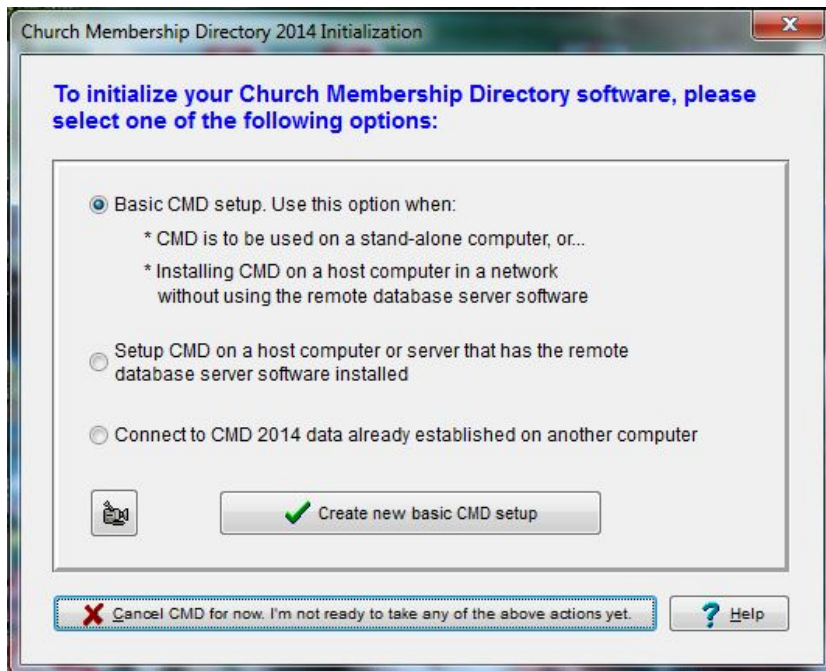 Church Membership Directory 2014 Initialization
To initialize your Church Membership Directory software, please
select one of the following options:
Basic CMD setup. Use this option when:
* CMD is to be used on a stand-alone computer, or...
* Installing CMD on a host computer in a network
without using the remote database server software
Setup CMD on a host computer or server that has the remote
database server software installed
Connect to CMD 2014 data already established on another computer
Create new basic CMD setup
Cancel CMD for now. I'm not ready to take any of the above actions yet.
Help